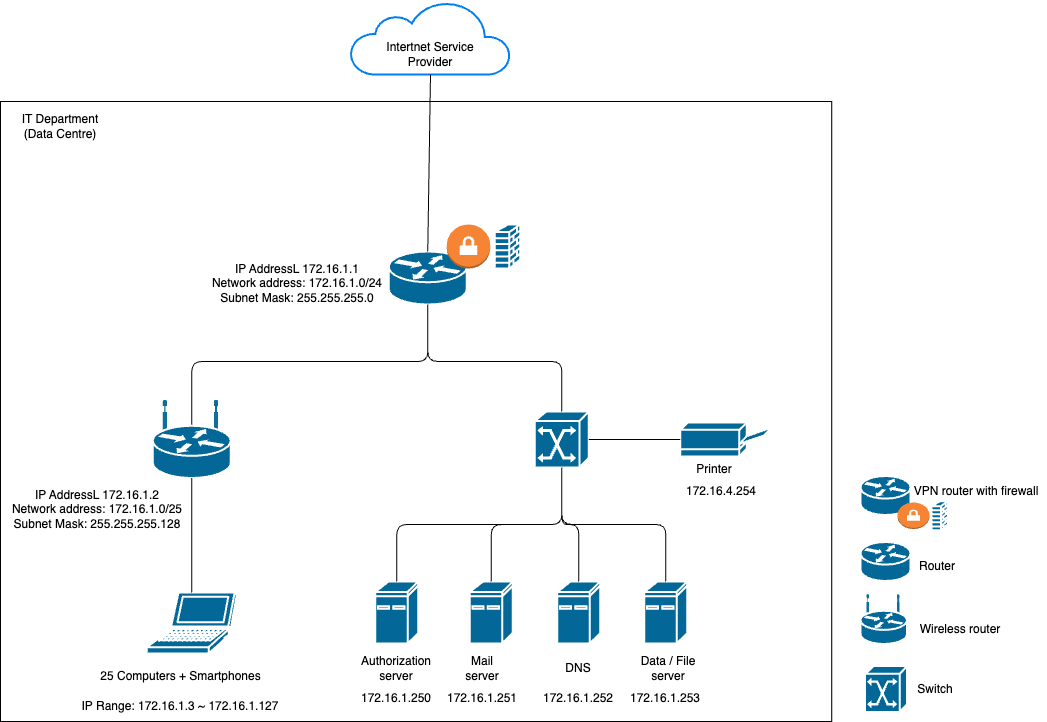 Internet Service
Provider
IT Department
(Data Centre)
IP AddressL 172.16.1.1
Network address: 172.16.1.0/24
Subnet Mask: 255.255.255.0
IP AddressL 172.16.1.2
Network address: 172.16.1.0/25
Subnet Mask: 255.255.255.128
Printer
172.16.4.254
25 Computers + Smartphones
IP Range: 172.16.1.3 ~ 172.16.1.127
Authorization
server
172.16.1.250
Mail
server
172.16.1.251
DNS
172.16.1.252
Data / File
server
172.16.1.253
VPN router with firewall
Router
Wireless router
Switch